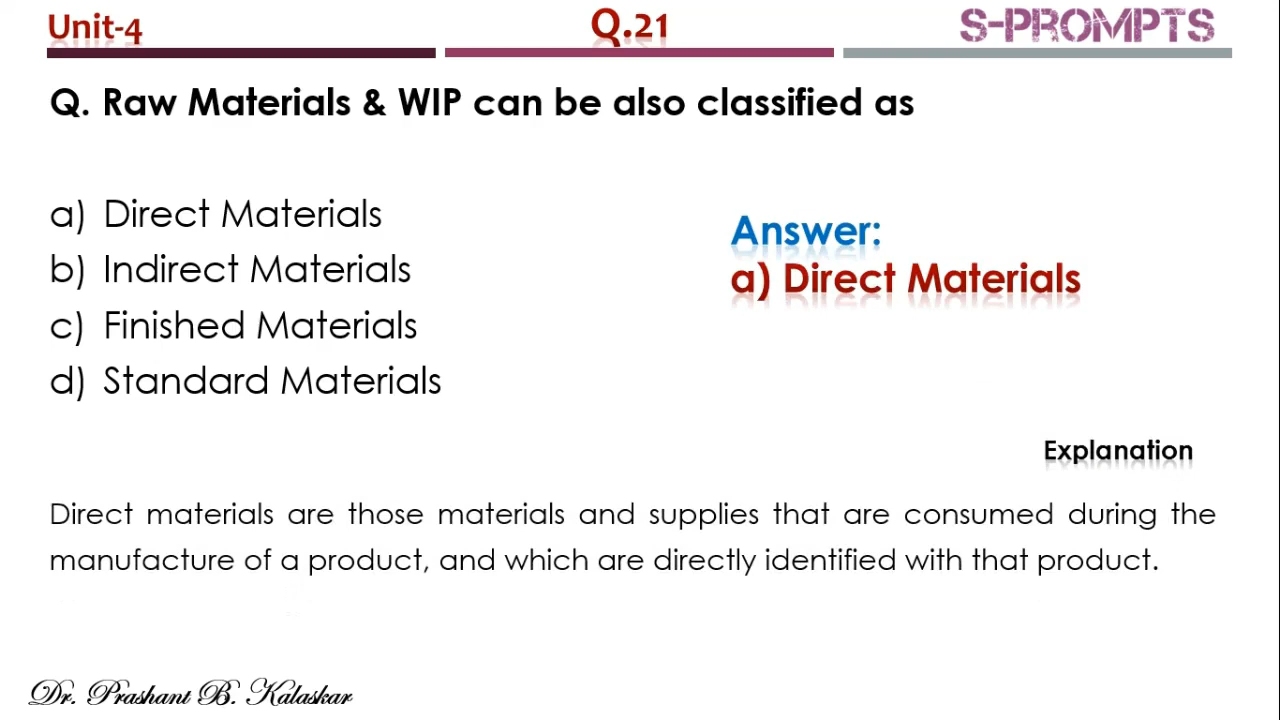 Unit-4
Q.21
S-PROMPTS
Q. Raw Materials & WIP can be also classified as
a) Direct Materials
b) Indirect Materials
c) Finished Materials
d) Standard Materials
Answer:
a) Direct Materials
Explanation
Direct materials are those materials and supplies that are consumed during the
manufacture of a product, and which are directly identified with that product.
Dr. Prashant B. Kalaskar